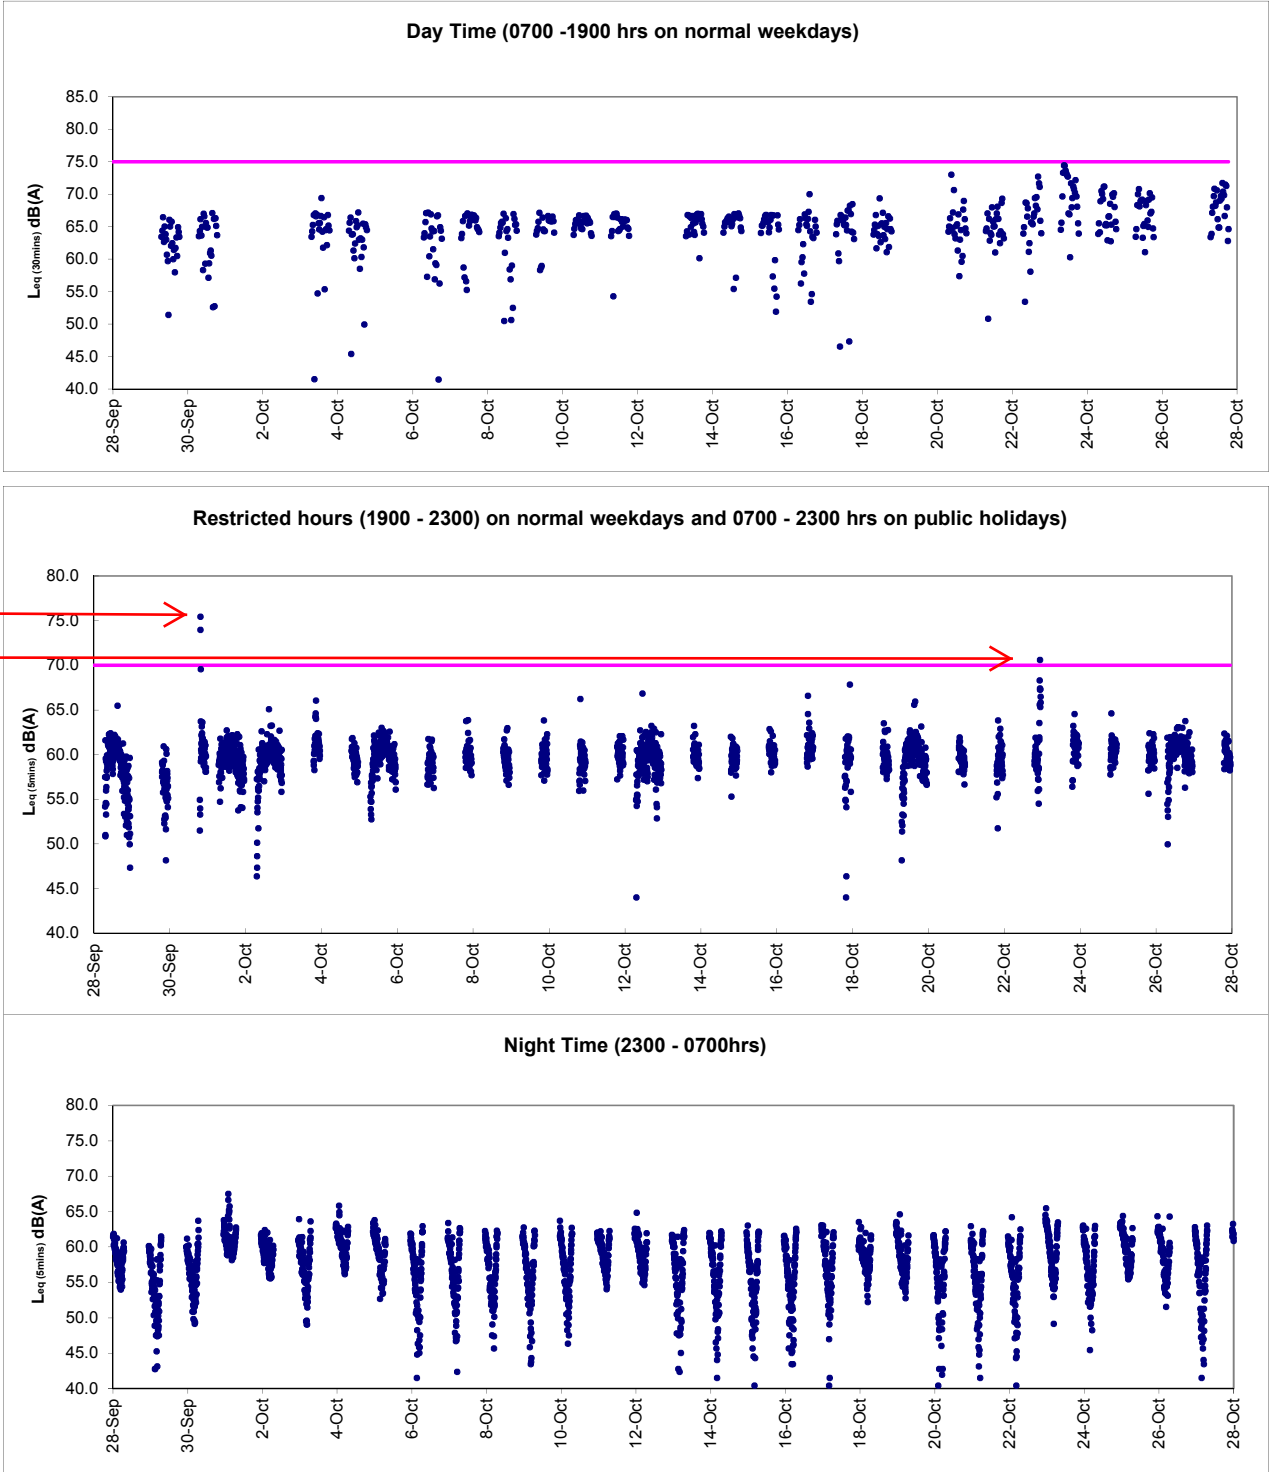 Day Time (0700 -1900 hrs on normal weekdays)
85.0
80.0
75.0
70.0
65.0
60.0
55.0
50.0
45.0
40.0
Leq (30mins) dB(A)
28-Sep
30-Sep
2-Oct
4-Oct
6-Oct
8-Oct
10-Oct
12-Oct
14-Oct
16-Oct
18-Oct
20-Oct
22-Oct
24-Oct
26-Oct
28-Oct
Restricted hours (1900 - 2300) on normal weekdays and 0700 - 2300 hrs on public holidays)
80.0
75.0
70.0
65.0
60.0
55.0
50.0
45.0
40.0
Leq (5mins) dB(A)
28-Sep
30-Sep
2-Oct
4-Oct
6-Oct
8-Oct
10-Oct
12-Oct
14-Oct
16-Oct
18-Oct
20-Oct
22-Oct
24-Oct
26-Oct
28-Oct
Night Time (2300 - 0700hrs)
80.0
75.0
70.0
65.0
60.0
55.0
50.0
45.0
40.0
Leq (5mins) dB(A)
28-Sep
30-Sep
2-Oct
4-Oct
6-Oct
8-Oct
10-Oct
12-Oct
14-Oct
16-Oct
18-Oct
20-Oct
22-Oct
24-Oct
26-Oct
28-Oct